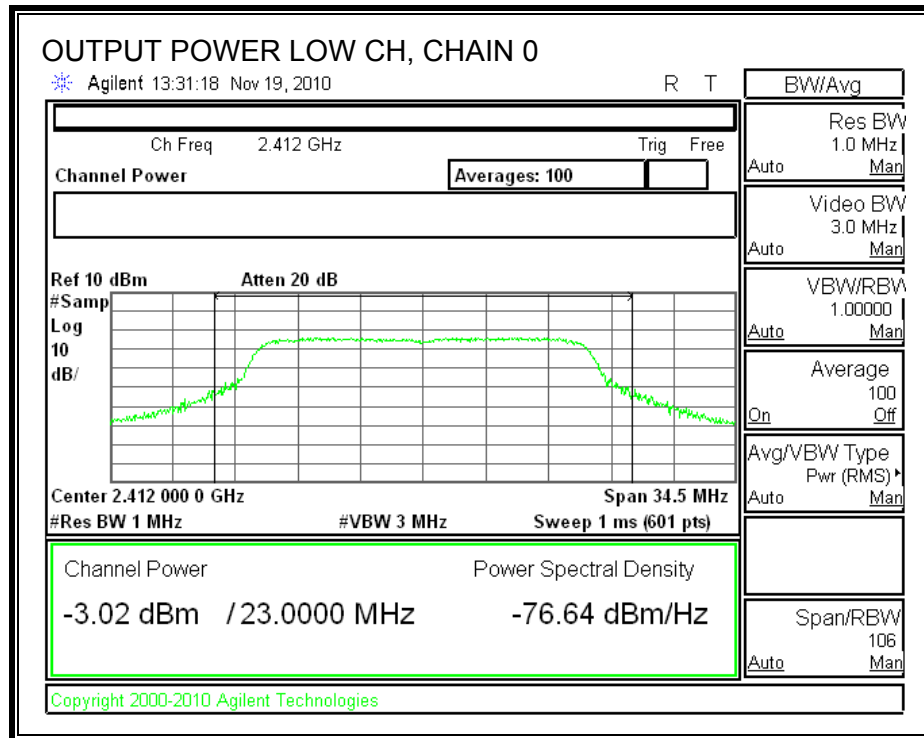 OUTPUT POWER LOW CH, CHAIN 0
Agilent 13:31:18 Nov 19, 2010 R T
BW/Avg
Ch Freq 2.412 GHz Trig Free
Channel Power Averages: 100
Ref 10 dBm Atten 20 dB
#Samp
Log
10
dB/
Center 2.412 000 0 GHz Span 34.5 MHz
#Res BW 1 MHz #VBW 3 MHz Sweep 1 ms (601 pts)
Channel Power Power Spectral Density
-3.02 dBm / 23.0000 MHz -76.64 dBm/Hz
Copyright 2000-2010 Agilent Technologies
Res BW
1.0 MHz
Auto Man
Video BW
3.0 MHz
Auto Man
VBW/RBW
1.00000
Auto Man
Average
100
On Off
Avg/VBW Type
Pwr (RMS)
Auto Man
Span/RBW
106
Auto Man